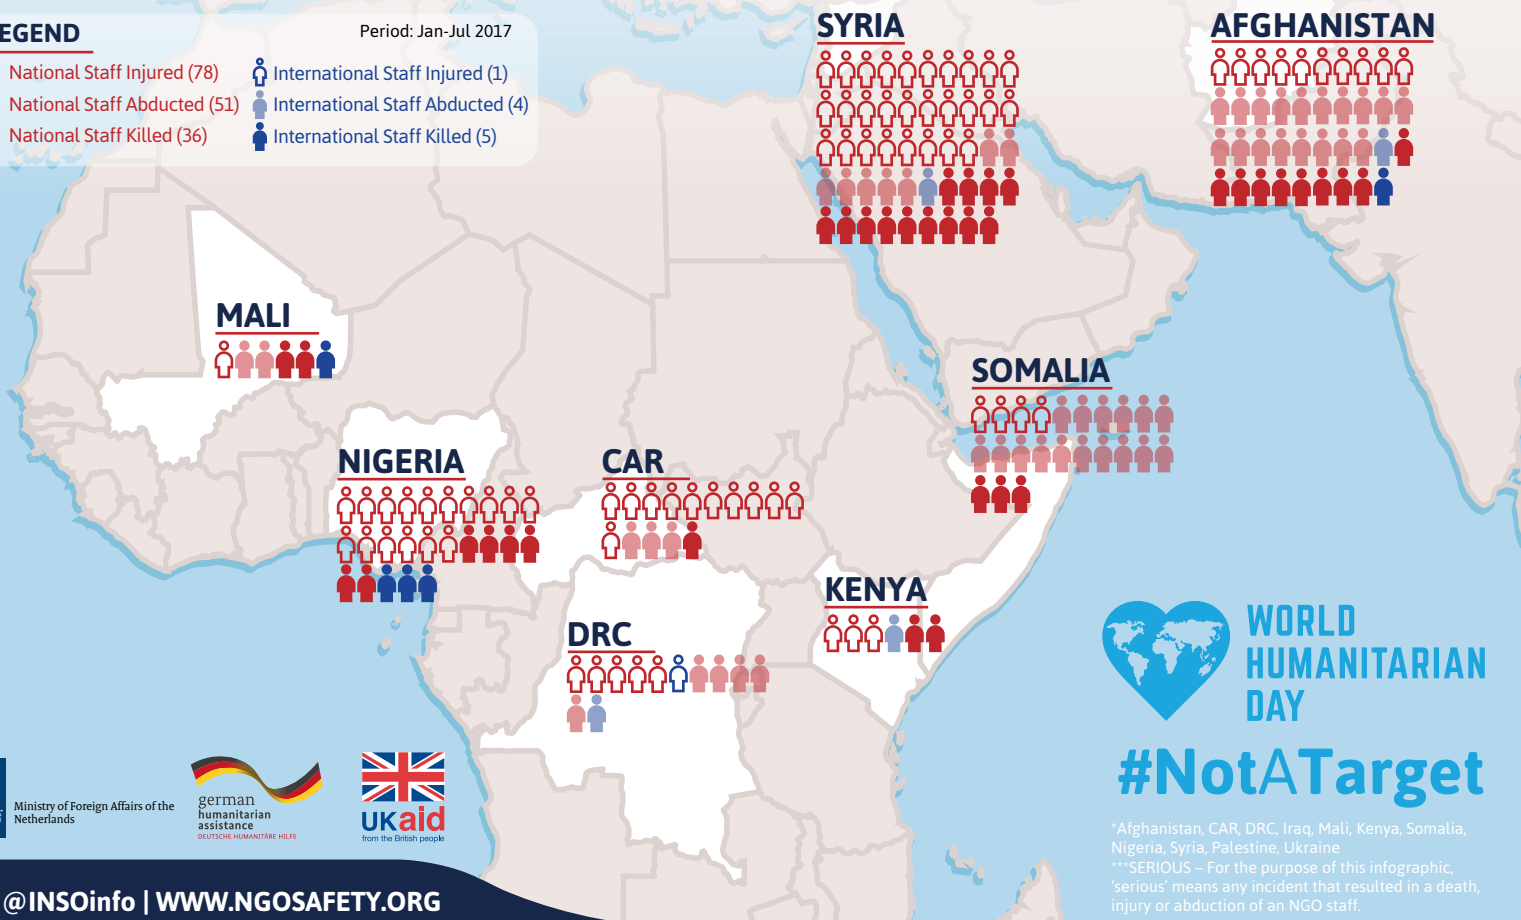 EGEND
Period: Jan-Jul 2017
National Staff Injured (78)
International Staff Injured (1)
National Staff Abducted (51)
International Staff Abducted (4)
National Staff Killed (36)
International Staff Killed (5)
SYRIA
AFGHANISTAN
MALI
SOMALIA
NIGERIA
CAR
KENYA
DRC
WORLD
HUMANITARIAN
DAY
#NotATarget
*Afghanistan, CAR, DRC, Iraq, Mali, Kenya, Somalia,
Nigeria, Syria, Palestine, Ukraine
***SERIOUS – For the purpose of this infographic,
'serious' means any incident that resulted in a death,
injury or abduction of an NGO staff.
Ministry of Foreign Affairs of the
Netherlands
german
humanitarian
assistance
DEUTSCHE HUMANITÄRE HILFE
UKaid
from the British people
@INSOinfo | WWW.NGOSAFETY.ORG